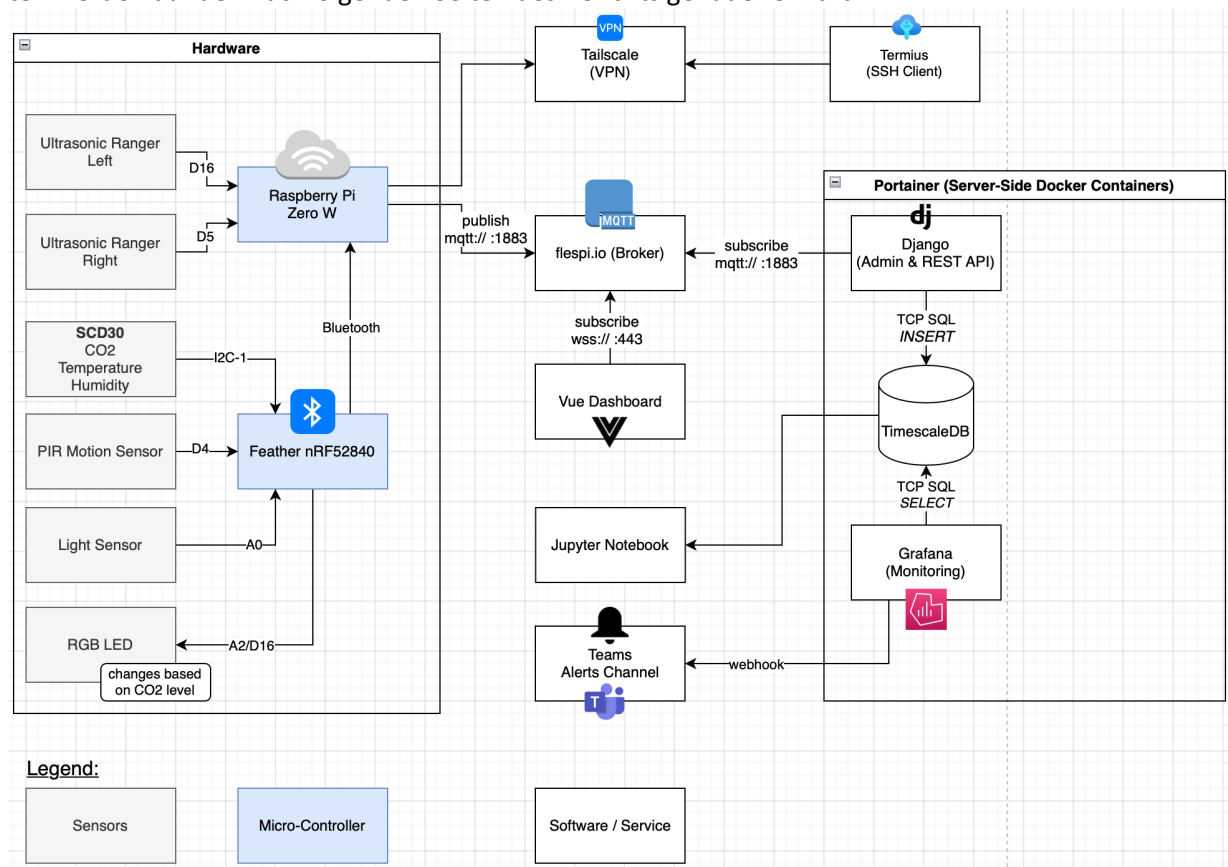 Hardware
Ultrasonic Ranger
Left
D16
Ultrasonic Ranger
Right
D5
Raspberry Pi
Zero W
SCD30
CO2
Temperature
Humidity
I2C-1
Bluetooth
PIR Motion Sensor
D4
Feather nRF52840
Light Sensor
A0
RGB LED
A2/D16
changes based
on CO2 level
VPN
Tailscale
(VPN)
Termius
(SSH Client)
publish
mqtt:// :1883
MQTT
flespi.io (Broker)
subscribe
mqtt:// :1883
subscribe
wss:// :443
Vue Dashboard
Jupyter Notebook
Teams
Alerts Channel
T
webhook
Portainer (Server-Side Docker Containers)
dj
Django
(Admin & REST API)
TCP SQL
INSERT
TimescaleDB
TCP SQL
SELECT
Grafana
(Monitoring)
Legend:
Sensors
Micro-Controller
Software / Service